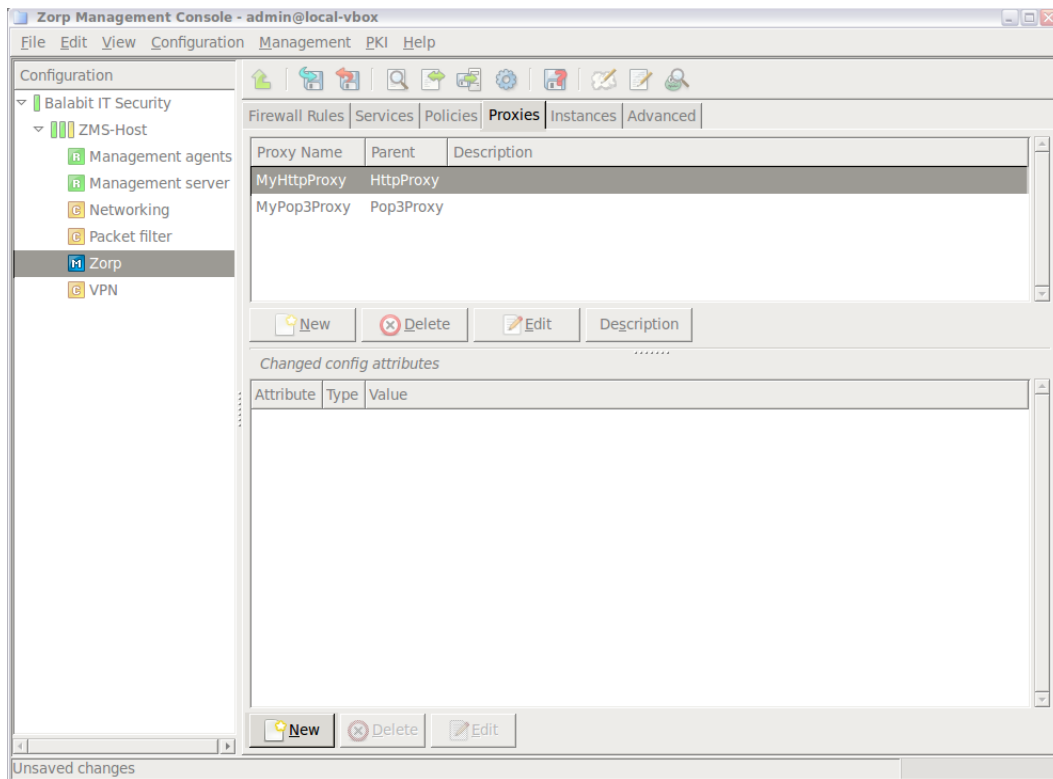 Zorp Management Console - admin@local-vbox
File Edit View Configuration Management PKI Help
Configuration
Balabit IT Security
ZMS-Host
R Management agents
R Management server
C Networking
C Packet filter
M Zorp
C VPN
Firewall Rules Services Policies Proxies Instances Advanced
Proxy Name Parent Description
MyHttpProxy HttpProxy
MyPop3Proxy Pop3Proxy
New Delete Edit Description
Changed config attributes
Attribute Type Value
New Delete Edit
Unsaved changes